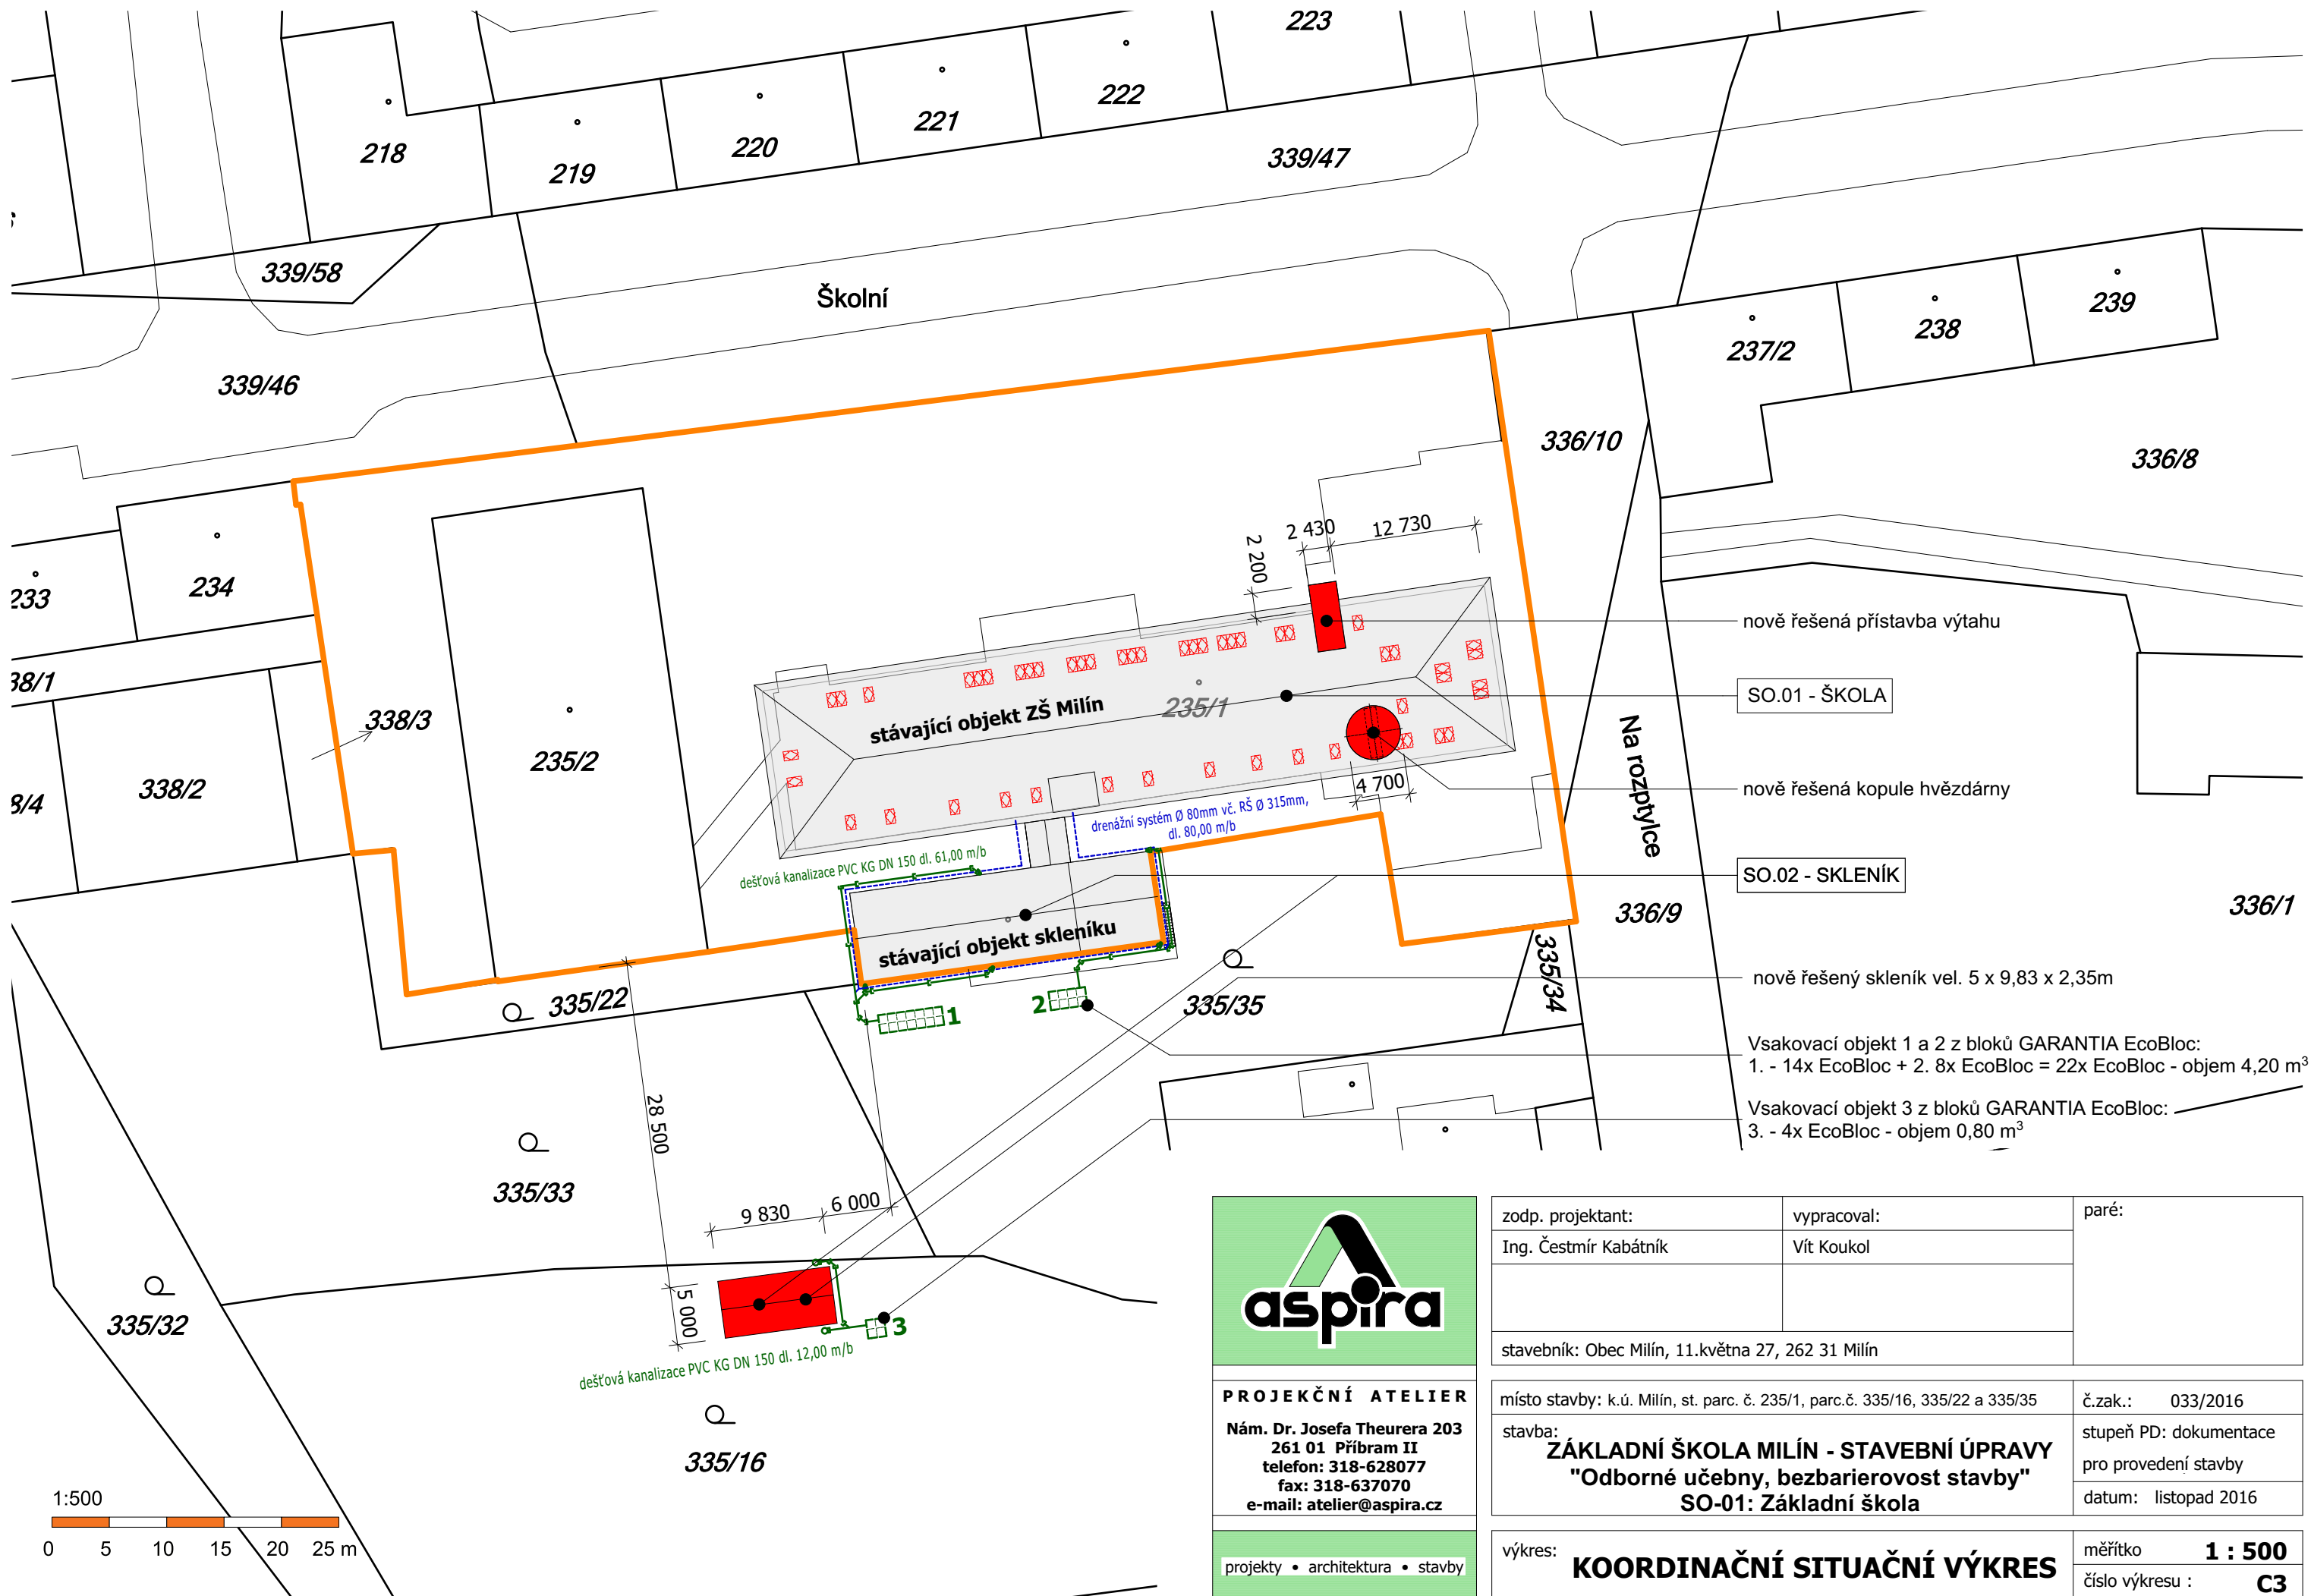 223
222
221
220
219
218
339/47
339/58
Školní
339/46
239
238
237/2
336/10
336/8
234
233
38/1
338/3
338/2
8/4
235/2
2 430
12 730
2 200
stávající objekt ZŠ Milín
235/1
4 700
nově řešená přístavba výtahu
SO.01 - ŠKOLA
nově řešená kopule hvězdárny
Na rozptylce
drenážní systém Ø 80mm vč. RŠ Ø 315mm,
dl. 80,00 m/b
dešťová kanalizace PVC KG DN 150 dl. 61,00 m/b
SO.02 - SKLENÍK
336/9
336/1
stávající objekt skleníku
335/34
nově řešený skleník vel. 5 x 9,83 x 2,35m
335/22
1
2
335/35
Vsakovací objekt 1 a 2 z bloků GARANTIA EcoBloc:
1. - 14x EcoBloc + 2. 8x EcoBloc = 22x EcoBloc - objem 4,20 m³
Vsakovací objekt 3 z bloků GARANTIA EcoBloc:
3. - 4x EcoBloc - objem 0,80 m³
28 500
335/33
9 830
6 000
5 000
3
335/32
dešťová kanalizace PVC KG DN 150 dl. 12,00 m/b
335/16
1:500
0 5 10 15 20 25 m
aspira
PROJEKČNÍ ATELIER
Nám. Dr. Josefa Theurera 203
261 01 Příbram II
telefon: 318-628077
fax: 318-637070
e-mail: atelier@aspira.cz
projekty • architektura • stavby
zodp. projektant:
vypracoval:
paré:
Ing. Čestmír Kabátník
Vít Koukol
stavebník: Obec Milín, 11.května 27, 262 31 Milín
místo stavby: k.ú. Milín, st. parc. č. 235/1, parc.č. 335/16, 335/22 a 335/35
č.zak.: 033/2016
stavba:
ZÁKLADNÍ ŠKOLA MILÍN - STAVEBNÍ ÚPRAVY
"Odborné učebny, bezbarierovost stavby"
SO-01: Základní škola
stupeň PD: dokumentace
pro provedení stavby
datum: listopad 2016
výkres:
KOORDINAČNÍ SITUAČNÍ VÝKRES
měřítko 1 : 500
číslo výkresu : C3